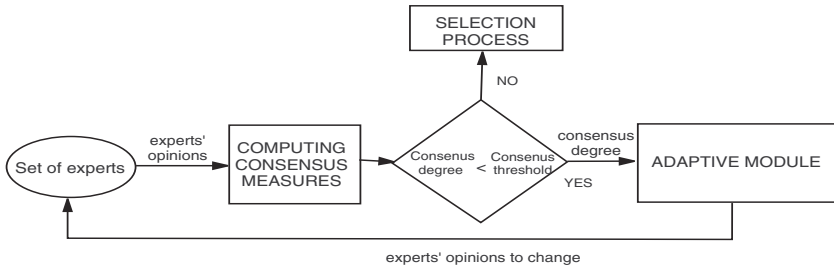 SELECTION
PROCESS
NO
experts'
opinions
consensus
degree
Set of experts
COMPUTING
CONSENSUS
MEASURES
Consenus
degree
<
Consenus
threshold
YES
ADAPTIVE MODULE
experts' opinions to change